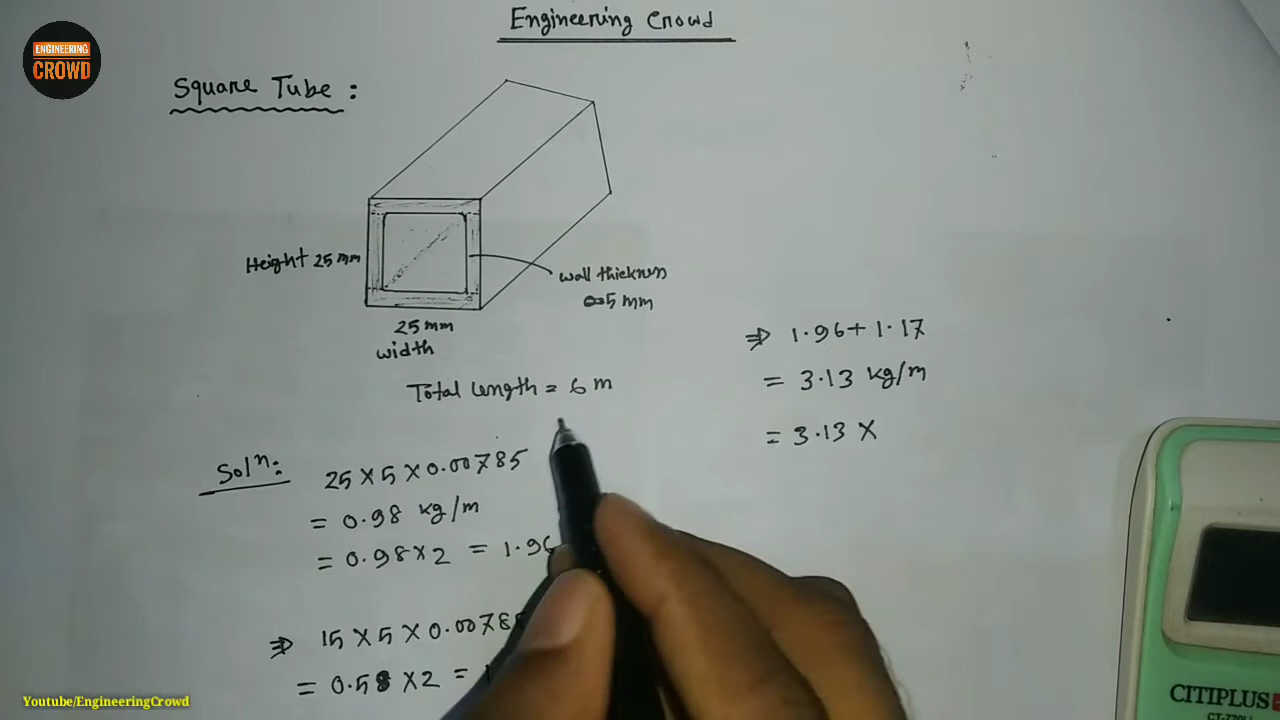 Engineering Crowd
ENGINEERING
CROWD
Square Tube :
Height 25 mm
wall thickness
5 mm
25 mm
width
Total length = 6 m
Soln: 25 × 5 × 0.00785
= 0.98 kg/m
= 0.98 × 2 = 1.96
⇒ 15 × 5 × 0.00785
= 0.58 × 2 =
⇒ 1.96 + 1.17
= 3.13 kg/m
= 3.13 ×
CITIPLUS
Youtube/EngineeringCrowd